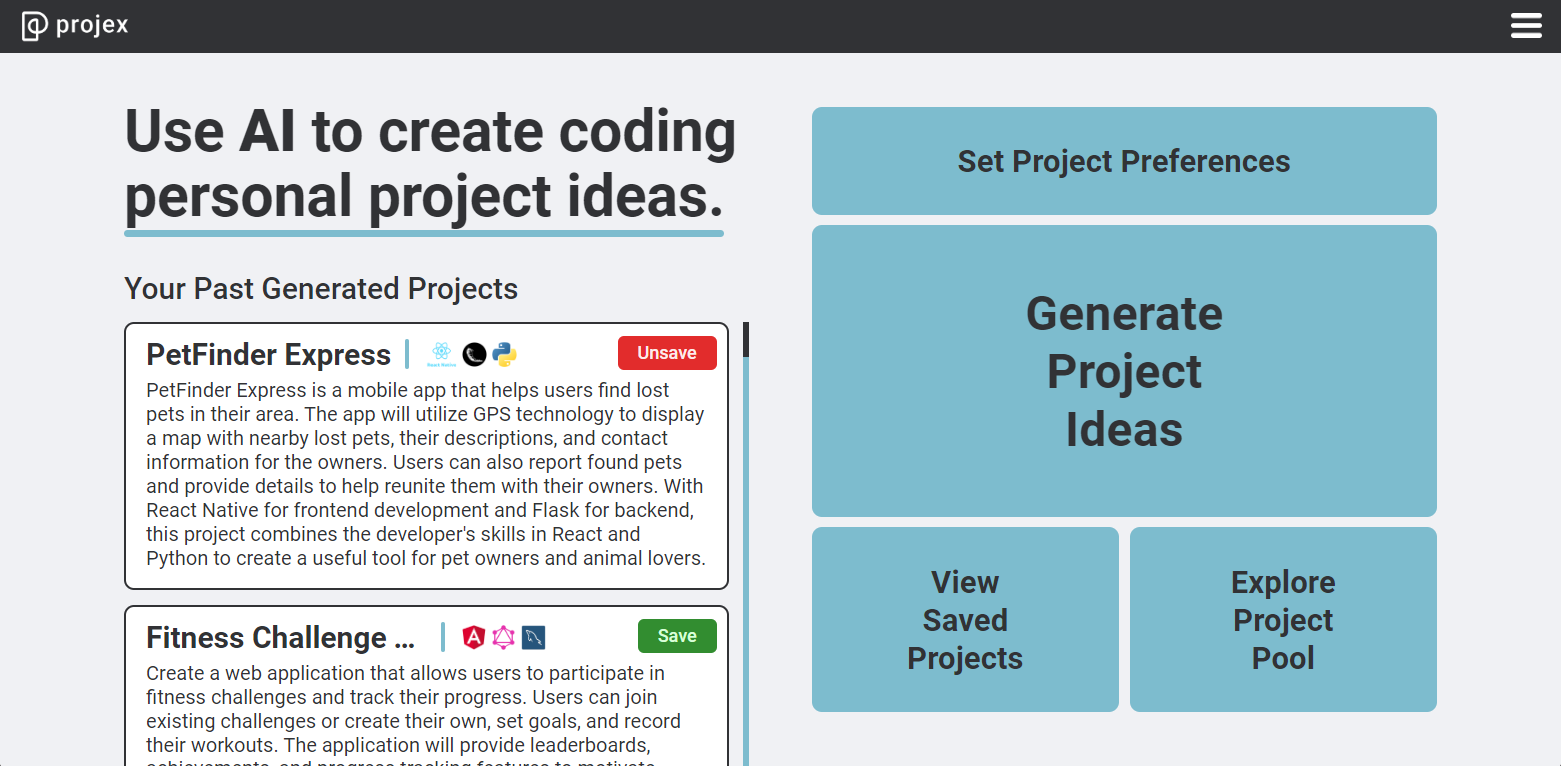 projex
Use AI to create coding
personal project ideas.
Your Past Generated Projects
PetFinder Express
React Native
Unsave
PetFinder Express is a mobile app that helps users find lost
pets in their area. The app will utilize GPS technology to display
a map with nearby lost pets, their descriptions, and contact
information for the owners. Users can also report found pets
and provide details to help reunite them with their owners. With
React Native for frontend development and Flask for backend,
this project combines the developer's skills in React and
Python to create a useful tool for pet owners and animal lovers.
Fitness Challenge ...
Save
Create a web application that allows users to participate in
fitness challenges and track their progress. Users can join
existing challenges or create their own, set goals, and record
their workouts. The application will provide leaderboards,
achievements, and progress tracking features to motivate
Set Project Preferences
Generate
Project
Ideas
View
Saved
Projects
Explore
Project
Pool